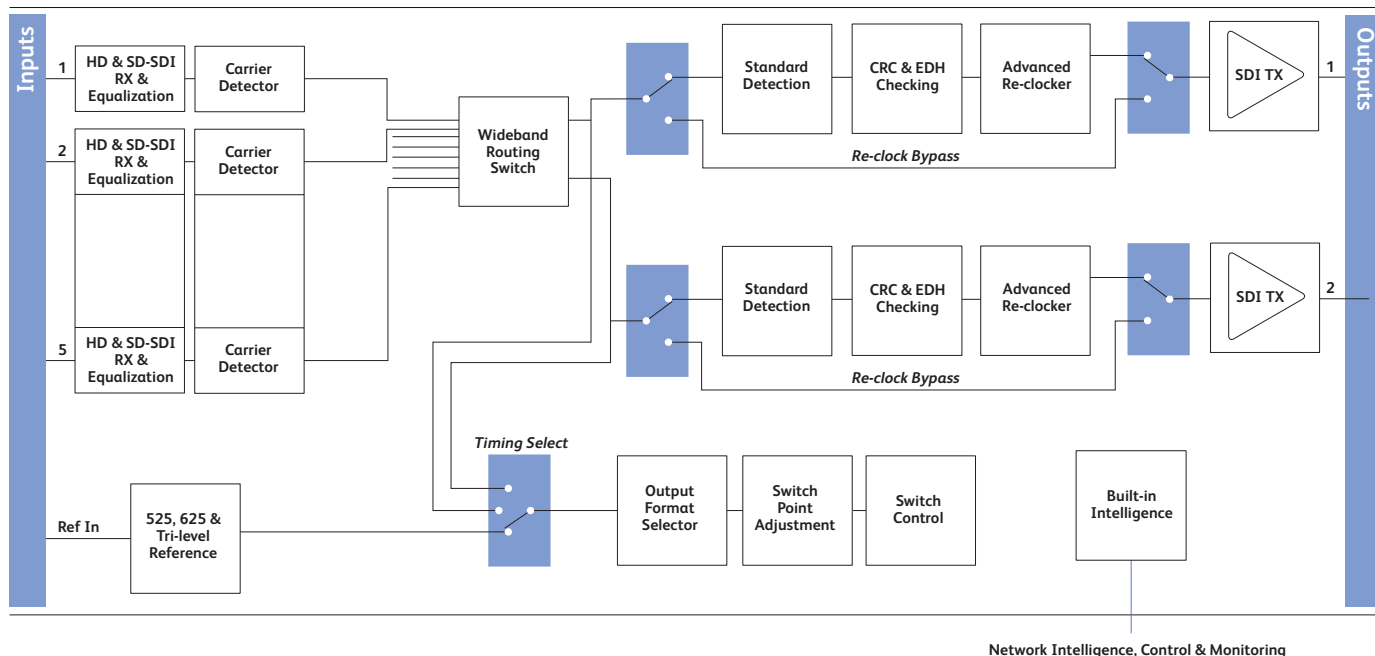 Inputs
1
HD & SD-SDI
RX &
Equalization
Carrier
Detector
2
HD & SD-SDI
RX &
Equalization
Carrier
Detector
5
HD & SD-SDI
RX &
Equalization
Carrier
Detector
Wideband
Routing
Switch
Standard
Detection
CRC & EDH
Checking
Advanced
Re-clocker
Re-clock Bypass
SDI TX
1
Outputs
Standard
Detection
CRC & EDH
Checking
Advanced
Re-clocker
Re-clock Bypass
SDI TX
2
Ref In
525, 625 &
Tri-level
Reference
Timing Select
Output
Format
Selector
Switch
Point
Adjustment
Switch
Control
Built-in
Intelligence
Network Intelligence, Control & Monitoring